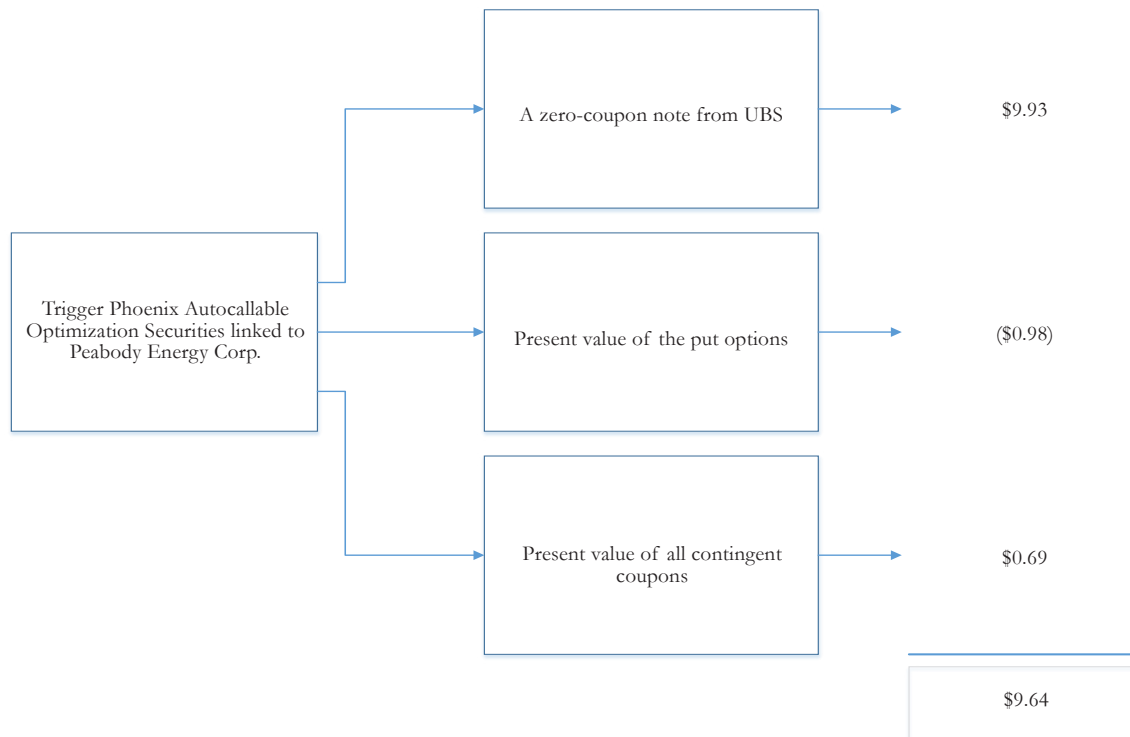 A zero-coupon note from UBS
$9.93
Trigger Phoenix Autocallable
Optimization Securities linked to
Peabody Energy Corp.
Present value of the put options
($0.98)
Present value of all contingent
coupons
$0.69
$9.64